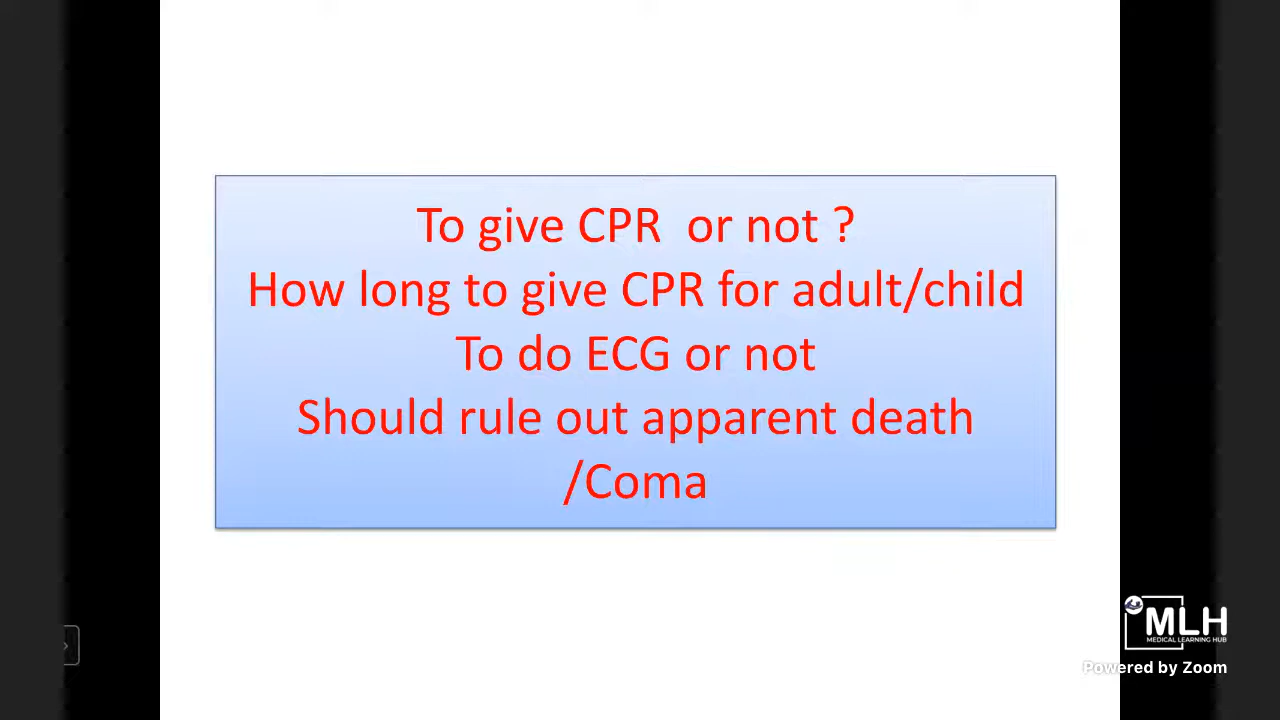 To give CPR  or not ?
How long to give CPR for adult/child
To do ECG or not
Should rule out apparent death
/Coma
MLH
MEDICAL LEARNING HUB
Powered by Zoom